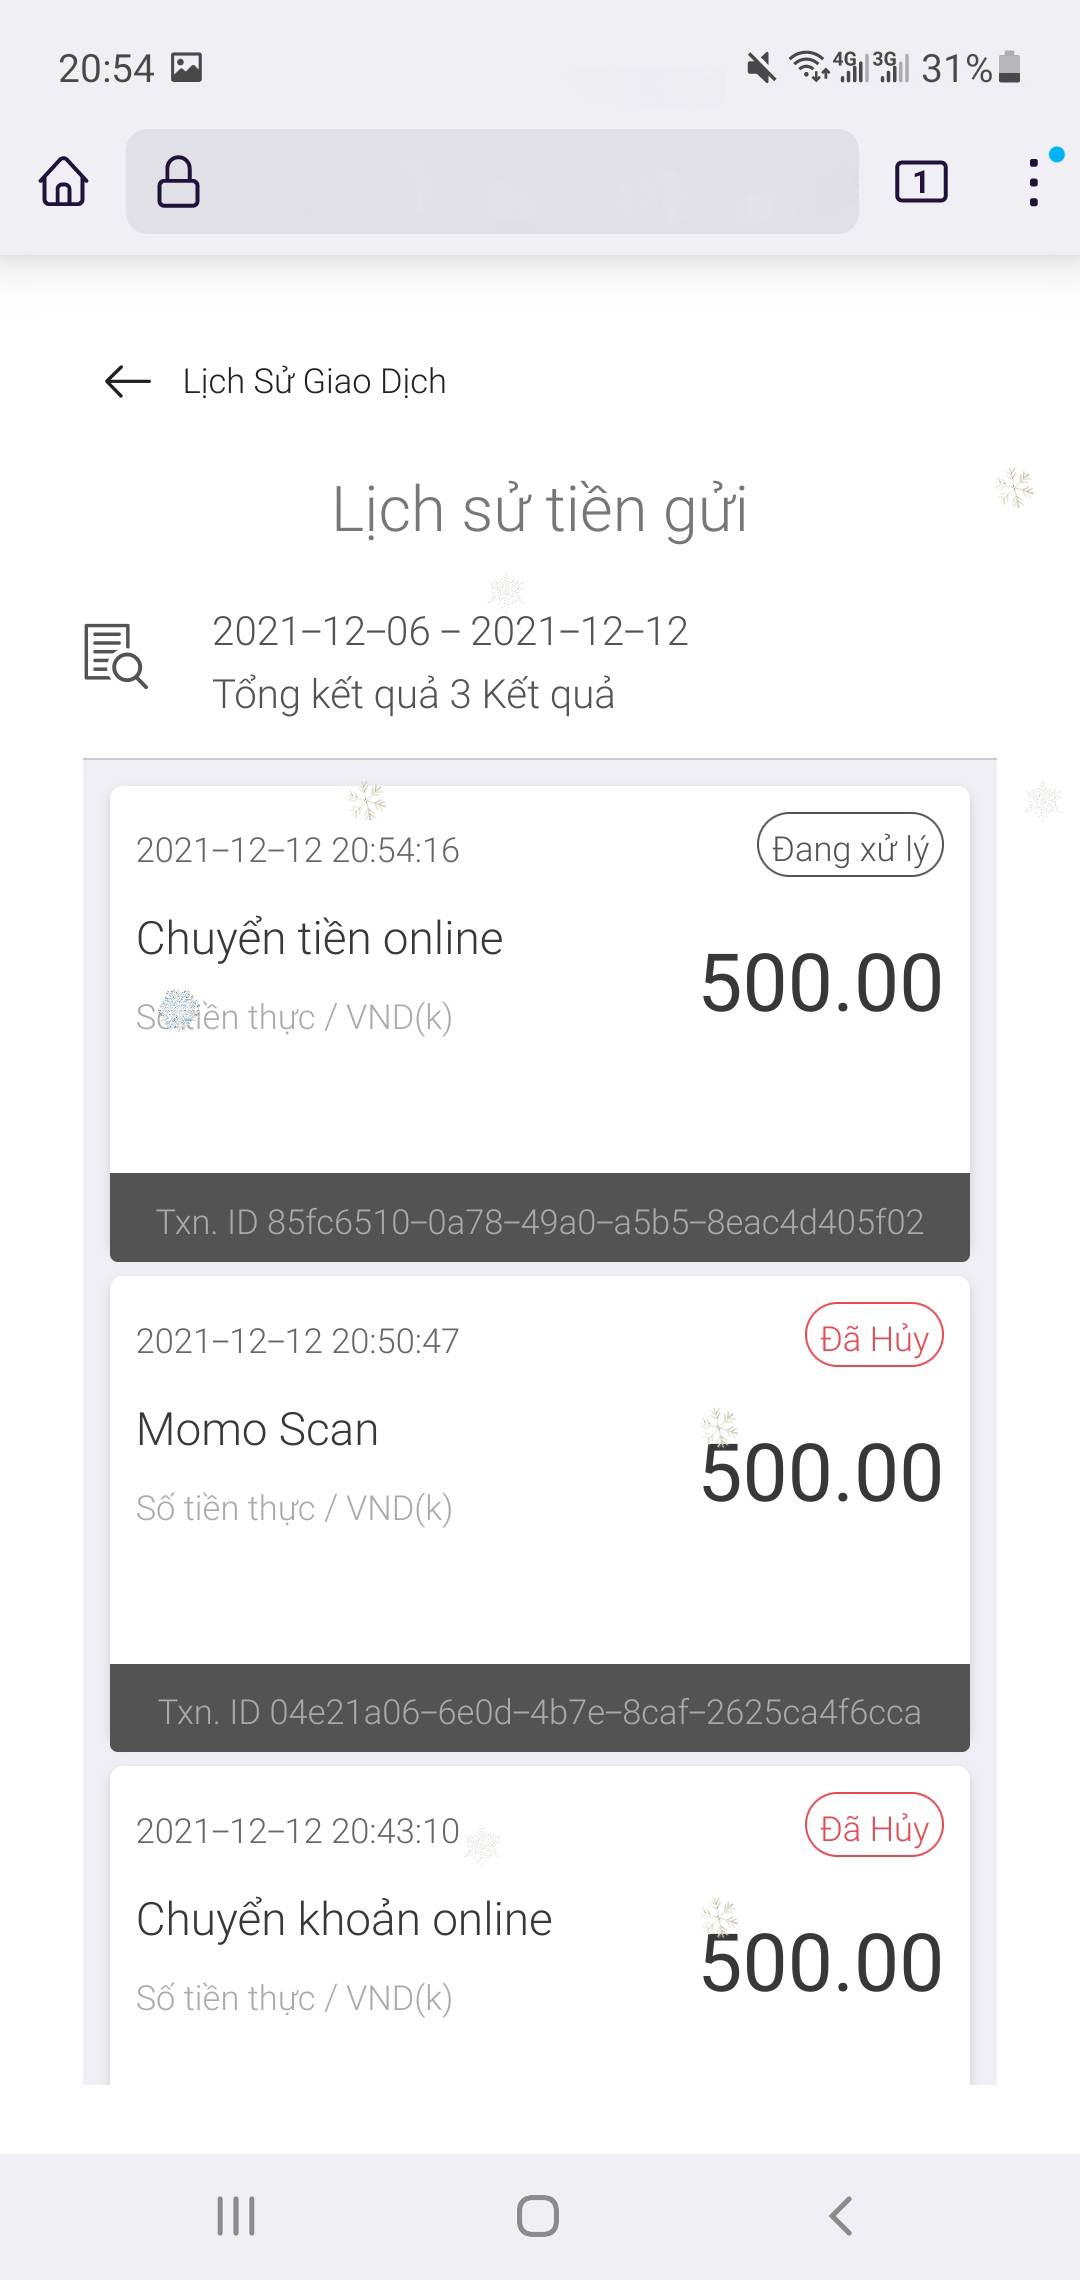 20:54
4G
3G
31%
1
Lịch Sử Giao Dịch
Lịch sử tiền gửi
2021-12-06 - 2021-12-12
Tổng kết quả 3 Kết quả
2021-12-12 20:54:16
Đang xử lý
Chuyển tiền online
500.00
Số tiền thực / VND(k)
Txn. ID 85fc6510-0a78-49a0-a5b5-8eac4d405f02
2021-12-12 20:50:47
Đã Hủy
Momo Scan
500.00
Số tiền thực / VND(k)
Txn. ID 04e21a06-6e0d-4b7e-8caf-2625ca4f6cca
2021-12-12 20:43:10
Đã Hủy
Chuyển khoản online
500.00
Số tiền thực / VND(k)